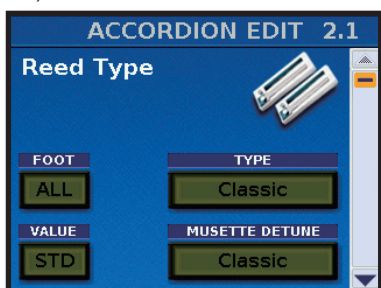 ACCORDION EDIT 2.1
Reed Type
FOOT TYPE
ALL Classic
VALUE MUSETTE DETUNE
STD Classic